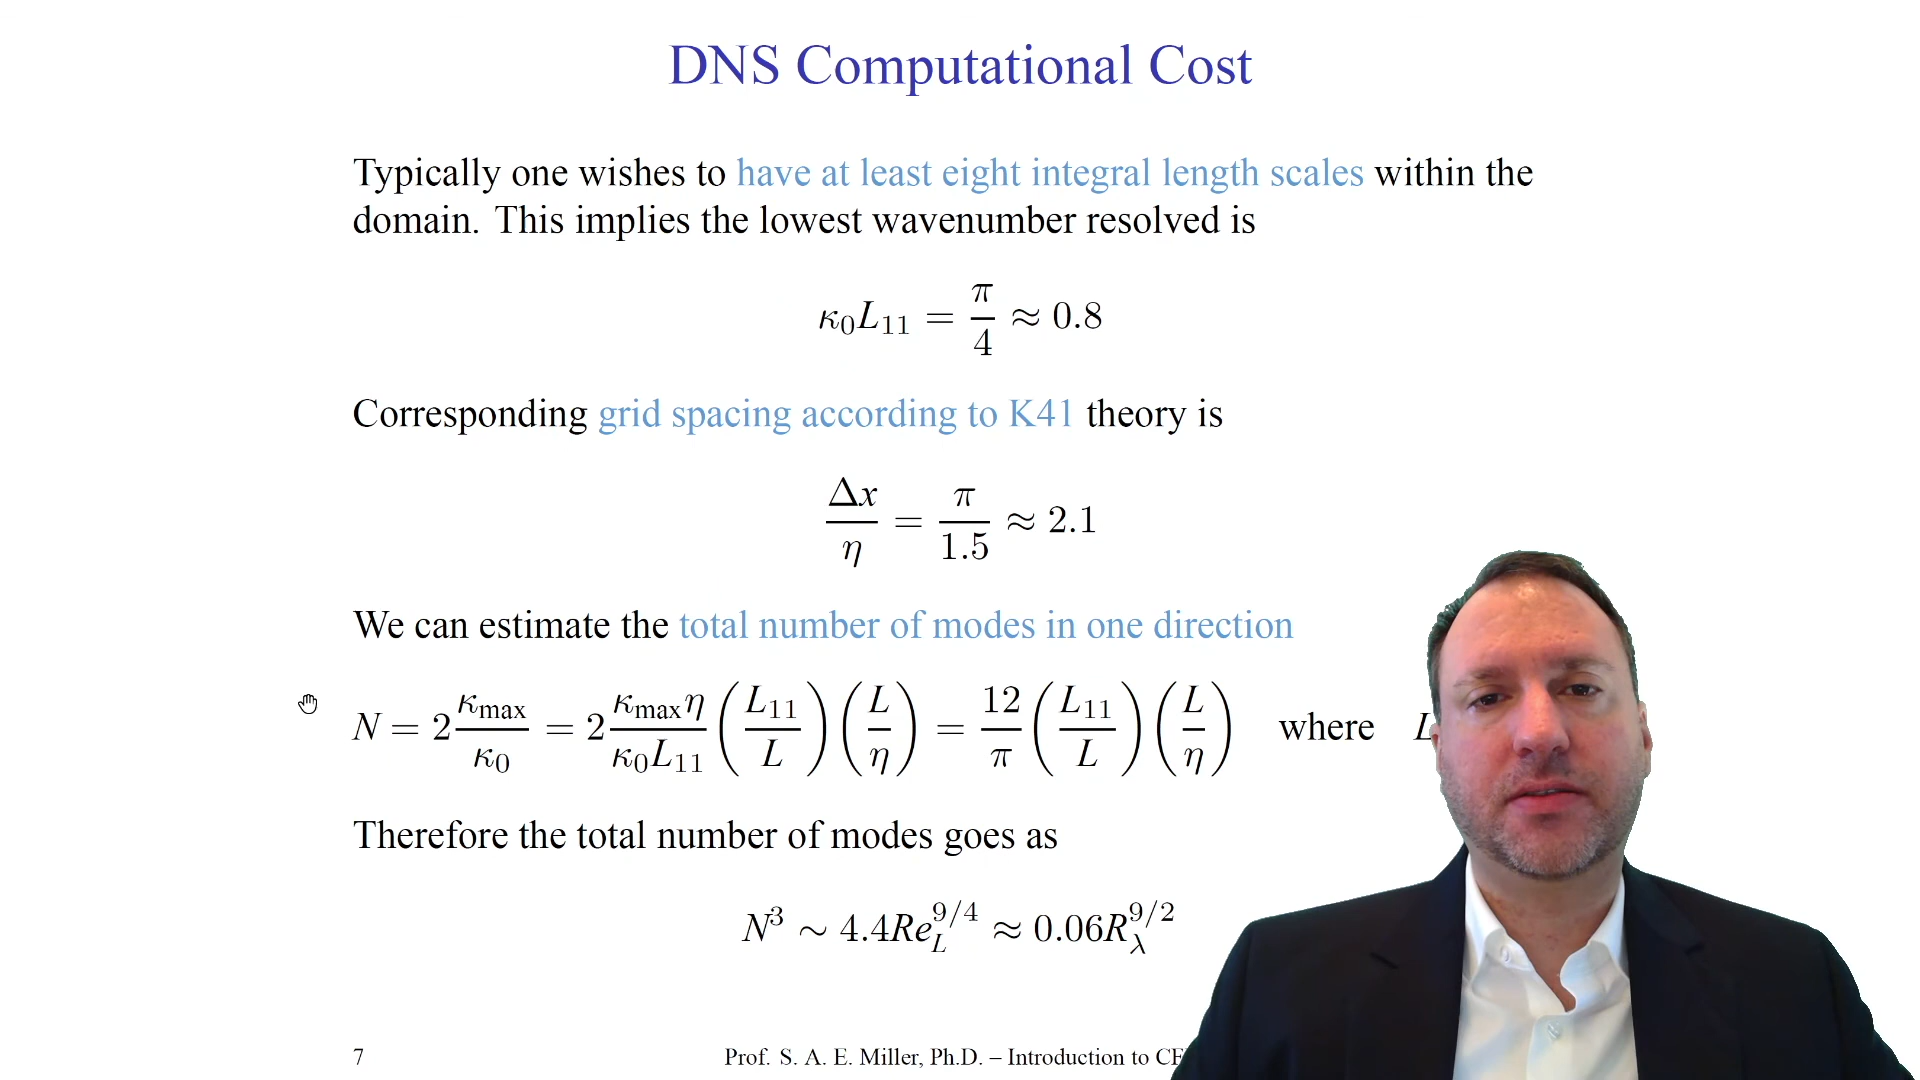 DNS Computational Cost
Typically one wishes to have at least eight integral length scales within the
domain. This implies the lowest wavenumber resolved is
κ₀L₁₁ = π/4 ≈ 0.8
Corresponding grid spacing according to K41 theory is
Δx/η = π/1.5 ≈ 2.1
We can estimate the total number of modes in one direction
N = 2 κ_max/κ₀ = 2 κ_maxη/κ₀L₁₁ (L₁₁/L) (L/η) = 12/π (L₁₁/L) (L/η) where L
Therefore the total number of modes goes as
N³ ∼ 4.4Re_L^{9/4} ≈ 0.06R_λ^{9/2}
7 Prof. S. A. E. Miller, Ph.D. – Introduction to